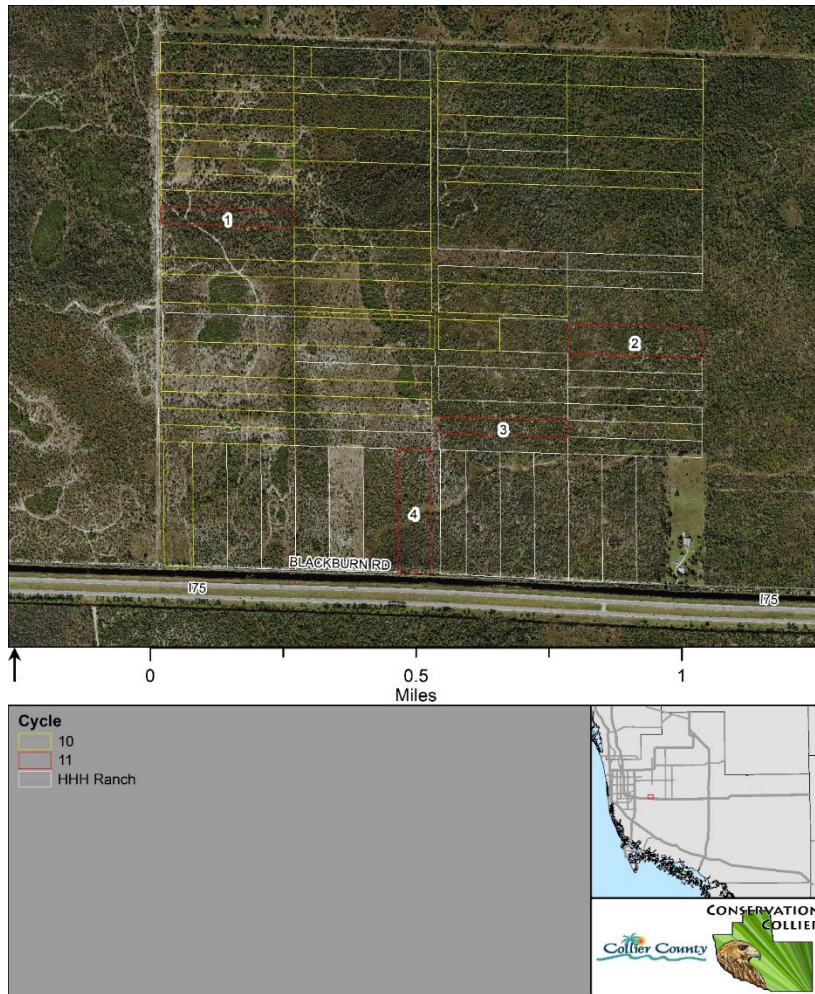 1
2
3
4
BLACKBURN RD
I75
I75
0
0.5
1
Miles
Cycle
10
11
HHH Ranch
CONSERVATION
COLLIER
Collier County